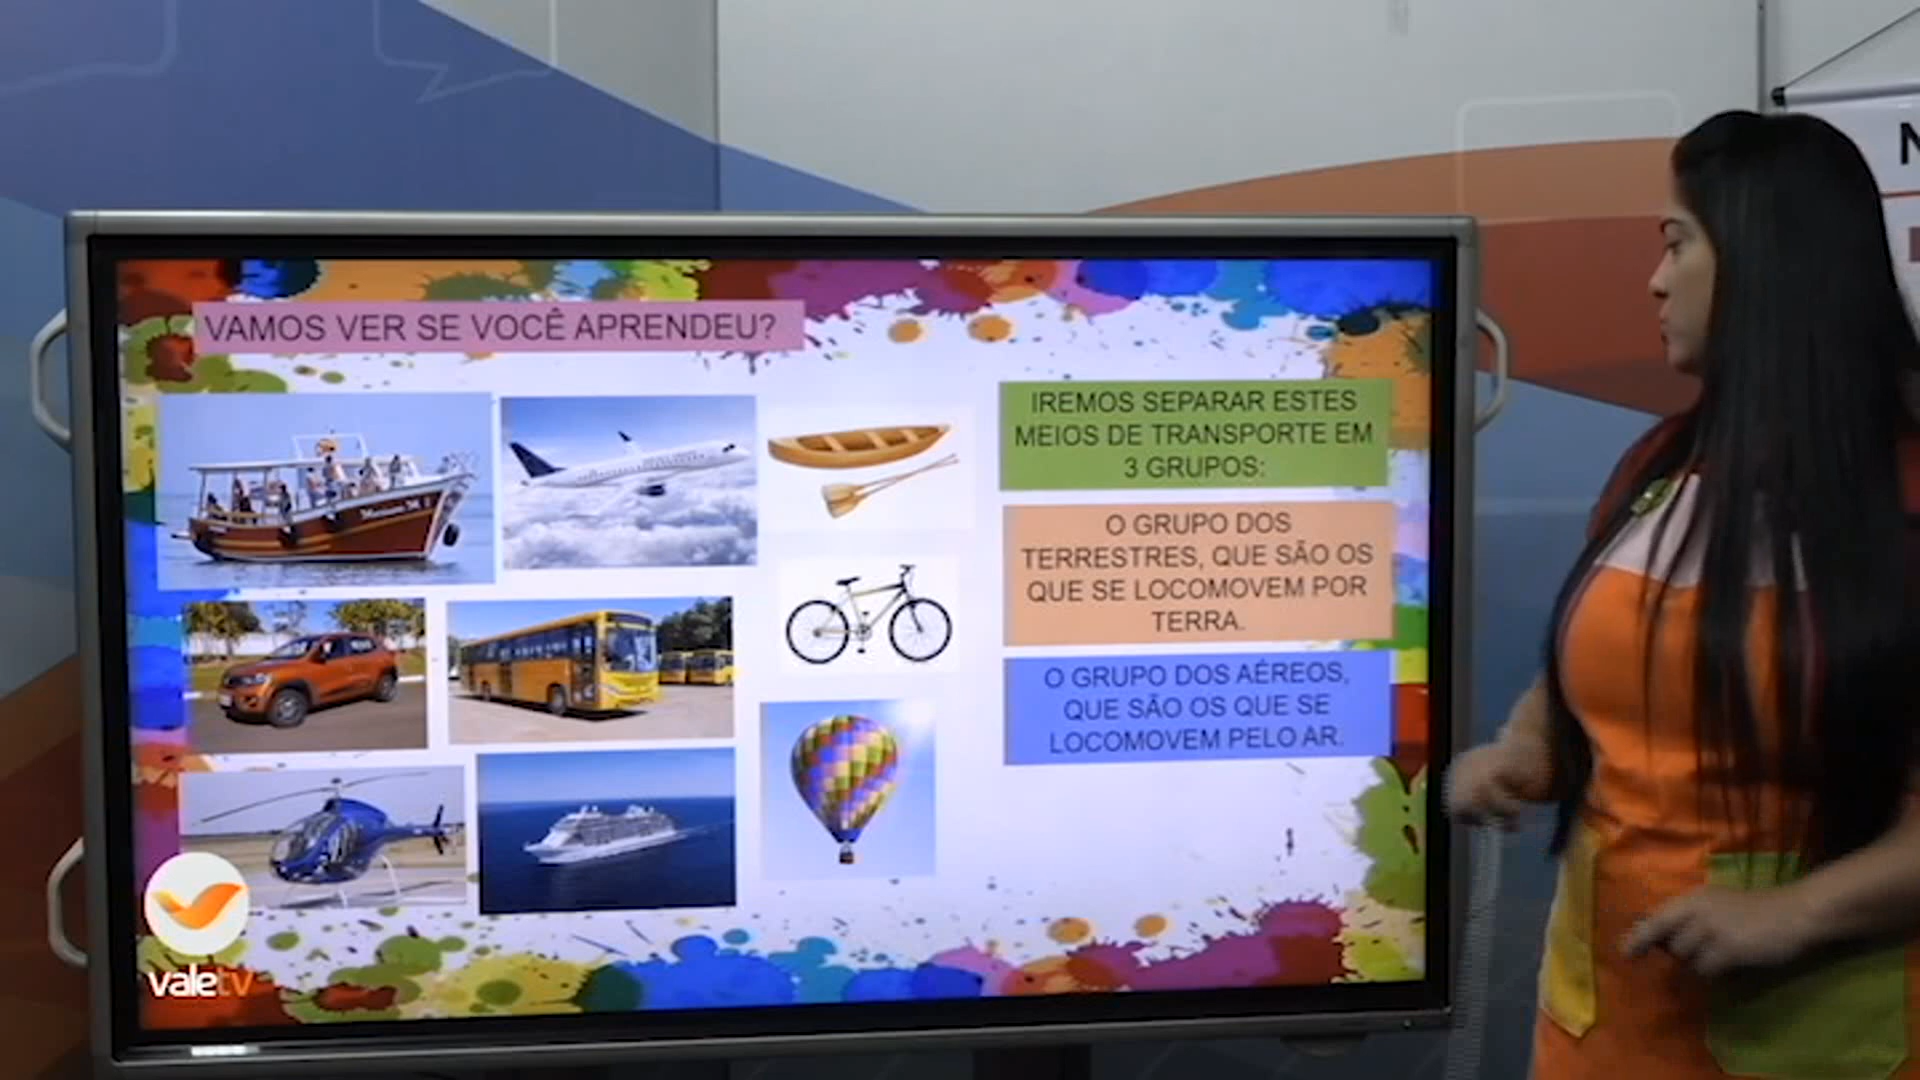 N
VAMOS VER SE VOCÊ APRENDEU?
IREMOS SEPARAR ESTES
MEIOS DE TRANSPORTE EM
3 GRUPOS:
O GRUPO DOS
TERRESTRES, QUE SÃO OS
QUE SE LOCOMOVEM POR
TERRA.
O GRUPO DOS AÉREOS,
QUE SÃO OS QUE SE
LOCOMOVEM PELO AR.
valetv